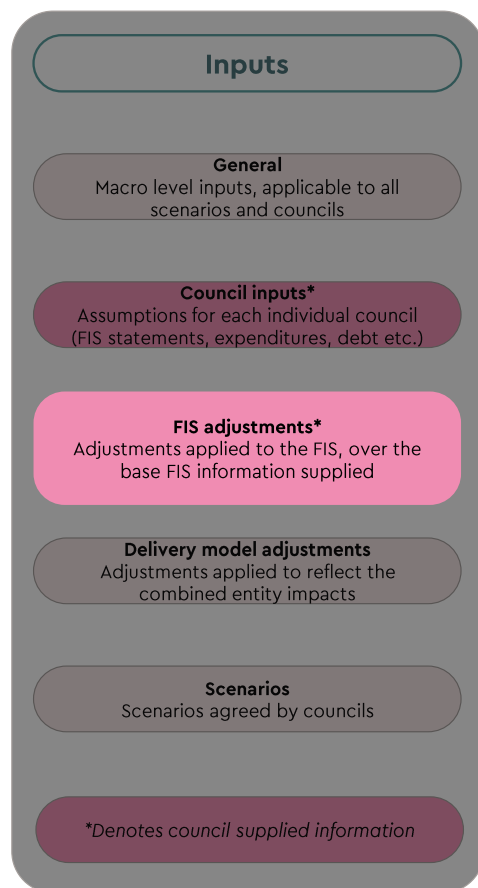 Inputs
General
Macro level inputs, applicable to all
scenarios and councils
Council inputs*
Assumptions for each individual council
(FIS statements, expenditures, debt etc.)
FIS adjustments*
Adjustments applied to the FIS, over the
base FIS information supplied
Delivery model adjustments
Adjustments applied to reflect the
combined entity impacts
Scenarios
Scenarios agreed by councils
*Denotes council supplied information